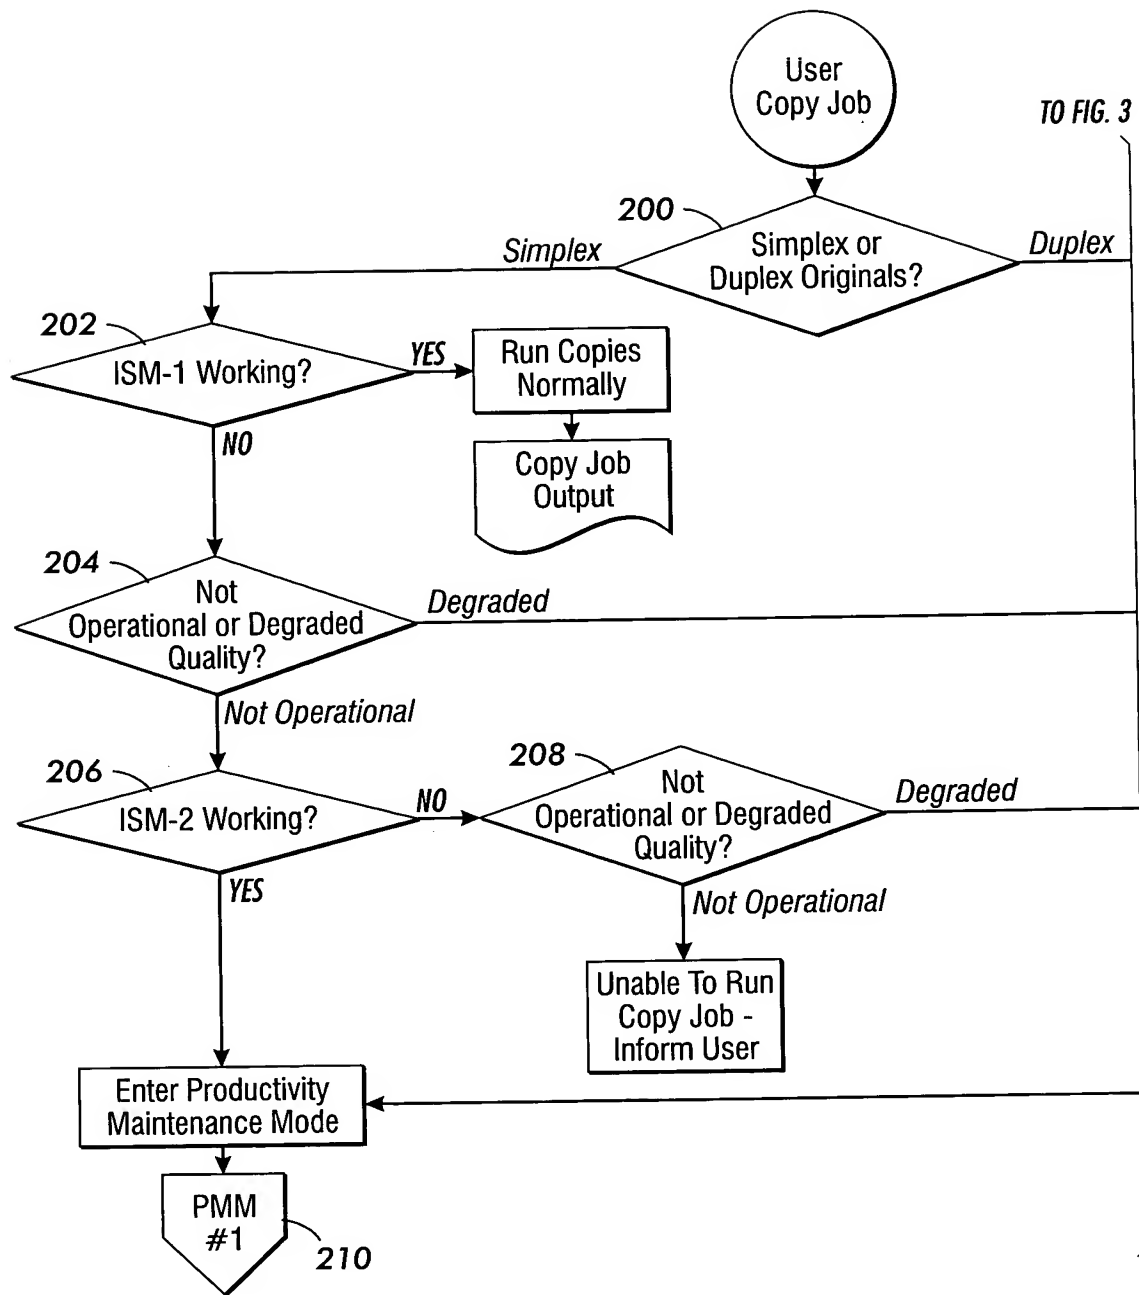 User
Copy Job
TO FIG. 3
200
Simplex or
Duplex Originals?
Simplex
Duplex
202
ISM-1 Working?
YES
Run Copies
Normally
NO
Copy Job
Output
204
Not
Operational or Degraded
Quality?
Degraded
Not Operational
206
ISM-2 Working?
NO
208
Not
Operational or Degraded
Quality?
Degraded
YES
Not Operational
Unable To Run
Copy Job -
Inform User
Enter Productivity
Maintenance Mode
PMM
#1
210